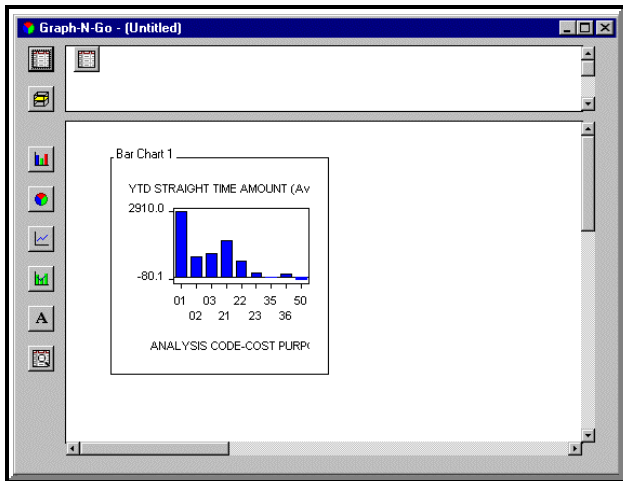 Graph-N-Go - (Untitled)
Bar Chart 1
YTD STRAIGHT TIME AMOUNT (Av
2910.0
-80.1
01 03 22 35 50
02 21 23 36
ANALYSIS CODE-COST PURP(
A